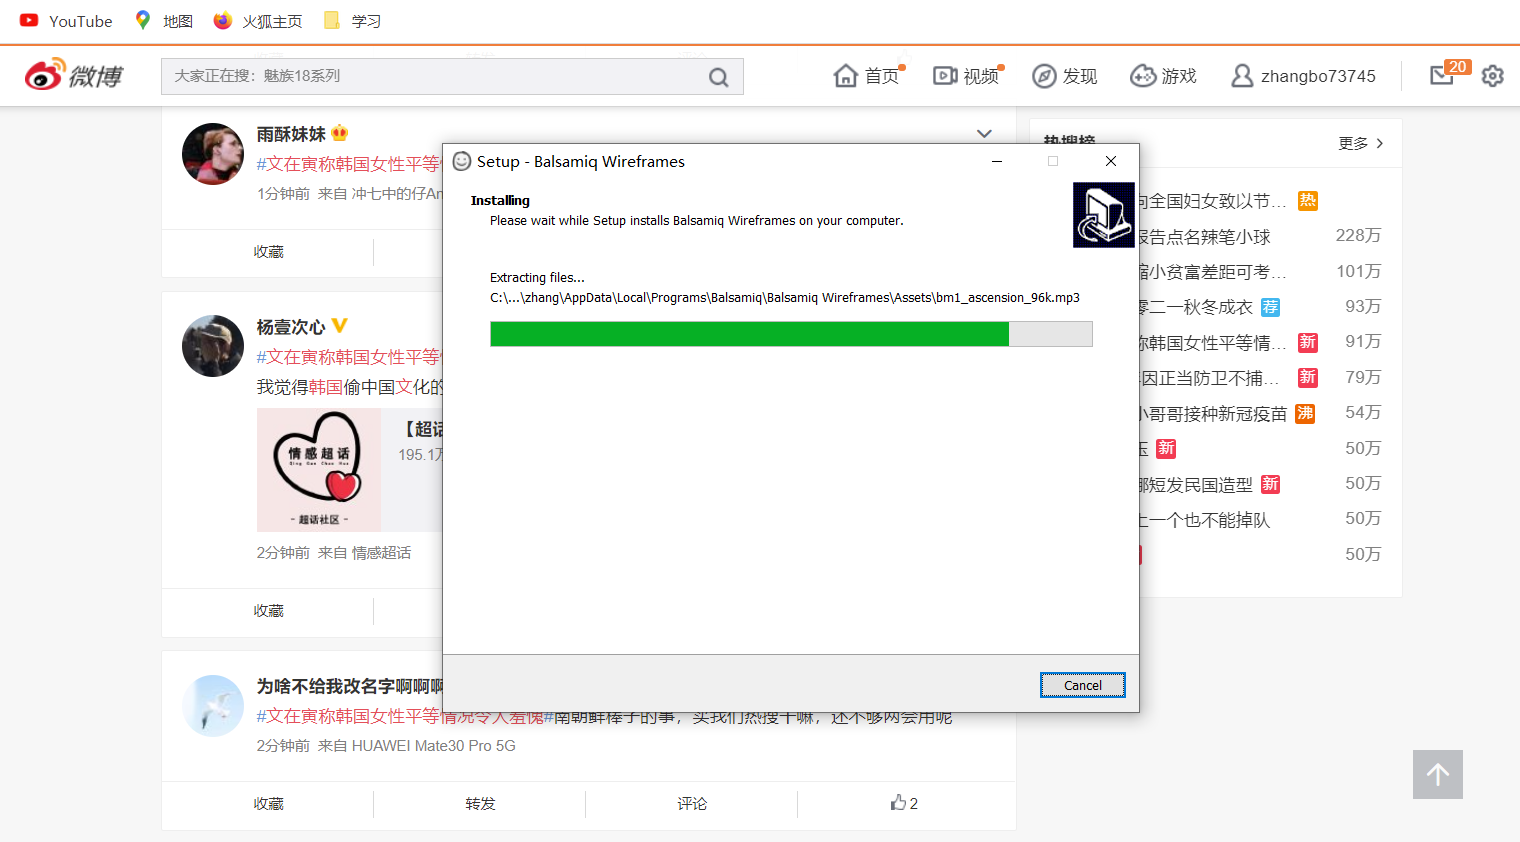 YouTube 地图 火狐主页 学习
微博 大家正在搜：魅族18系列 首页 视频 发现 游戏 zhangbo73745 20
雨酥妹妹
#文在寅称韩国女性平等
1分钟前 来自 冲七中的仔An
收藏
杨壹次心
#文在寅称韩国女性平等
我觉得韩国偷中国文化的
【超话
195.1万
情感超话
Qing Gan Chao Hua
- 超话社区 -
2分钟前 来自 情感超话
收藏
为啥不给我改名字啊啊啊
#文在寅称韩国女性平等情况令人羞愧#南朝鲜棒子的事，买我们热搜干嘛，还不够两会用呢
2分钟前 来自 HUAWEI Mate30 Pro 5G
收藏 转发 评论 2
Setup - Balsamiq Wireframes
Installing
Please wait while Setup installs Balsamiq Wireframes on your computer.
Extracting files...
C:\...\zhang\AppData\Local\Programs\Balsamiq\Balsamiq Wireframes\Assets\bm1_ascension_96k.mp3
Cancel
热搜榜 更多
向全国妇女致以节... 热
报告点名辣笔小球 228万
缩小贫富差距可考... 101万
零二一秋冬成衣 荐 93万
称韩国女性平等情... 新 91万
因正当防卫不捕... 新 79万
小哥哥接种新冠疫苗 沸 54万
玉 新 50万
那短发民国造型 新 50万
上一个也不能掉队 50万
50万